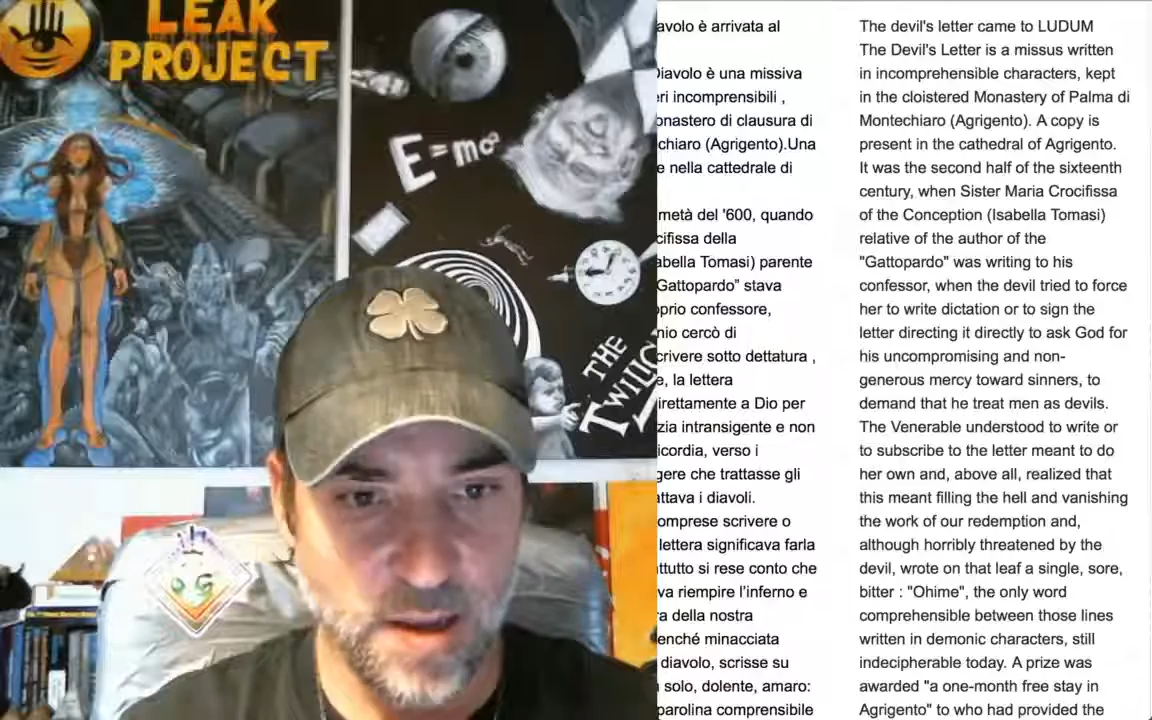 LEAK
PROJECT
E=mc
THE
avolo è arrivata al
Diavolo è una missiva
eri incomprensibili ,
onastero di clausura di
chiaro (Agrigento).Una
e nella cattedrale di
metà del '600, quando
cifissa della
abella Tomasi) parente
Gattopardo" stava
oprio confessore,
nio cercò di
crivere sotto dettatura ,
e, la lettera
irettamente a Dio per
zia intransigente e non
icordia, verso i
gere che trattasse gli
attava i diavoli.
omprese scrivere o
lettera significava farla
attutto si rese conto che
va riempire l'inferno e
a della nostra
enché minacciata
diavolo, scrisse su
solo, dolente, amaro:
parolina comprensibile
The devil's letter came to LUDUM
The Devil's Letter is a missus written
in incomprehensible characters, kept
in the cloistered Monastery of Palma di
Montechiaro (Agrigento). A copy is
present in the cathedral of Agrigento.
It was the second half of the sixteenth
century, when Sister Maria Crocifissa
of the Conception (Isabella Tomasi)
relative of the author of the
"Gattopardo" was writing to his
confessor, when the devil tried to force
her to write dictation or to sign the
letter directing it directly to ask God for
his uncompromising and non-
generous mercy toward sinners, to
demand that he treat men as devils.
The Venerable understood to write or
to subscribe to the letter meant to do
her own and, above all, realized that
this meant filling the hell and vanishing
the work of our redemption and,
although horribly threatened by the
devil, wrote on that leaf a single, sore,
bitter : "Ohime", the only word
comprehensible between those lines
written in demonic characters, still
indecipherable today. A prize was
awarded "a one-month free stay in
Agrigento" to who had provided the